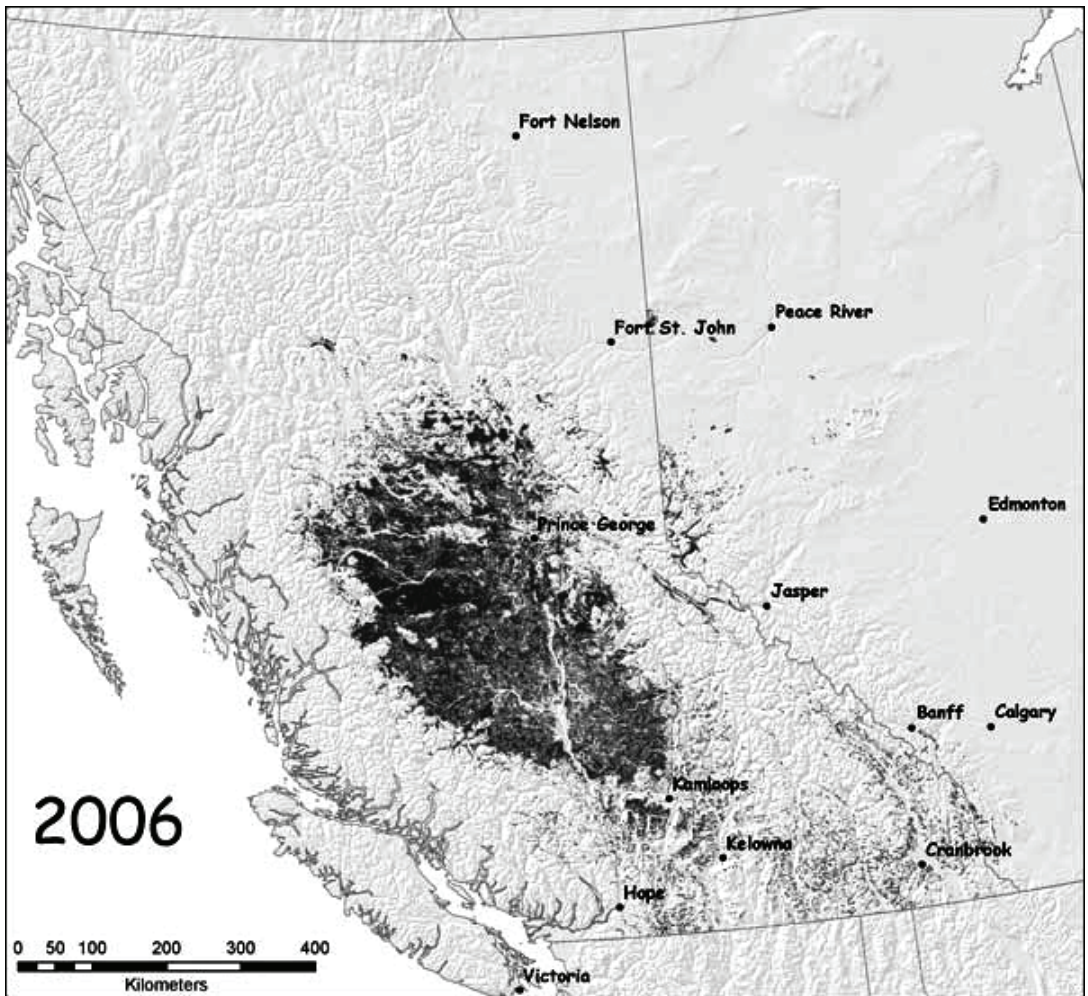 Fort Nelson
Peace River
Fort St. John
Edmonton
Prince George
Jasper
Banff
Calgary
Kamloops
2006
Kelowna
Cranbrook
Hope
0 50 100 200 300 400
Kilometers
Victoria